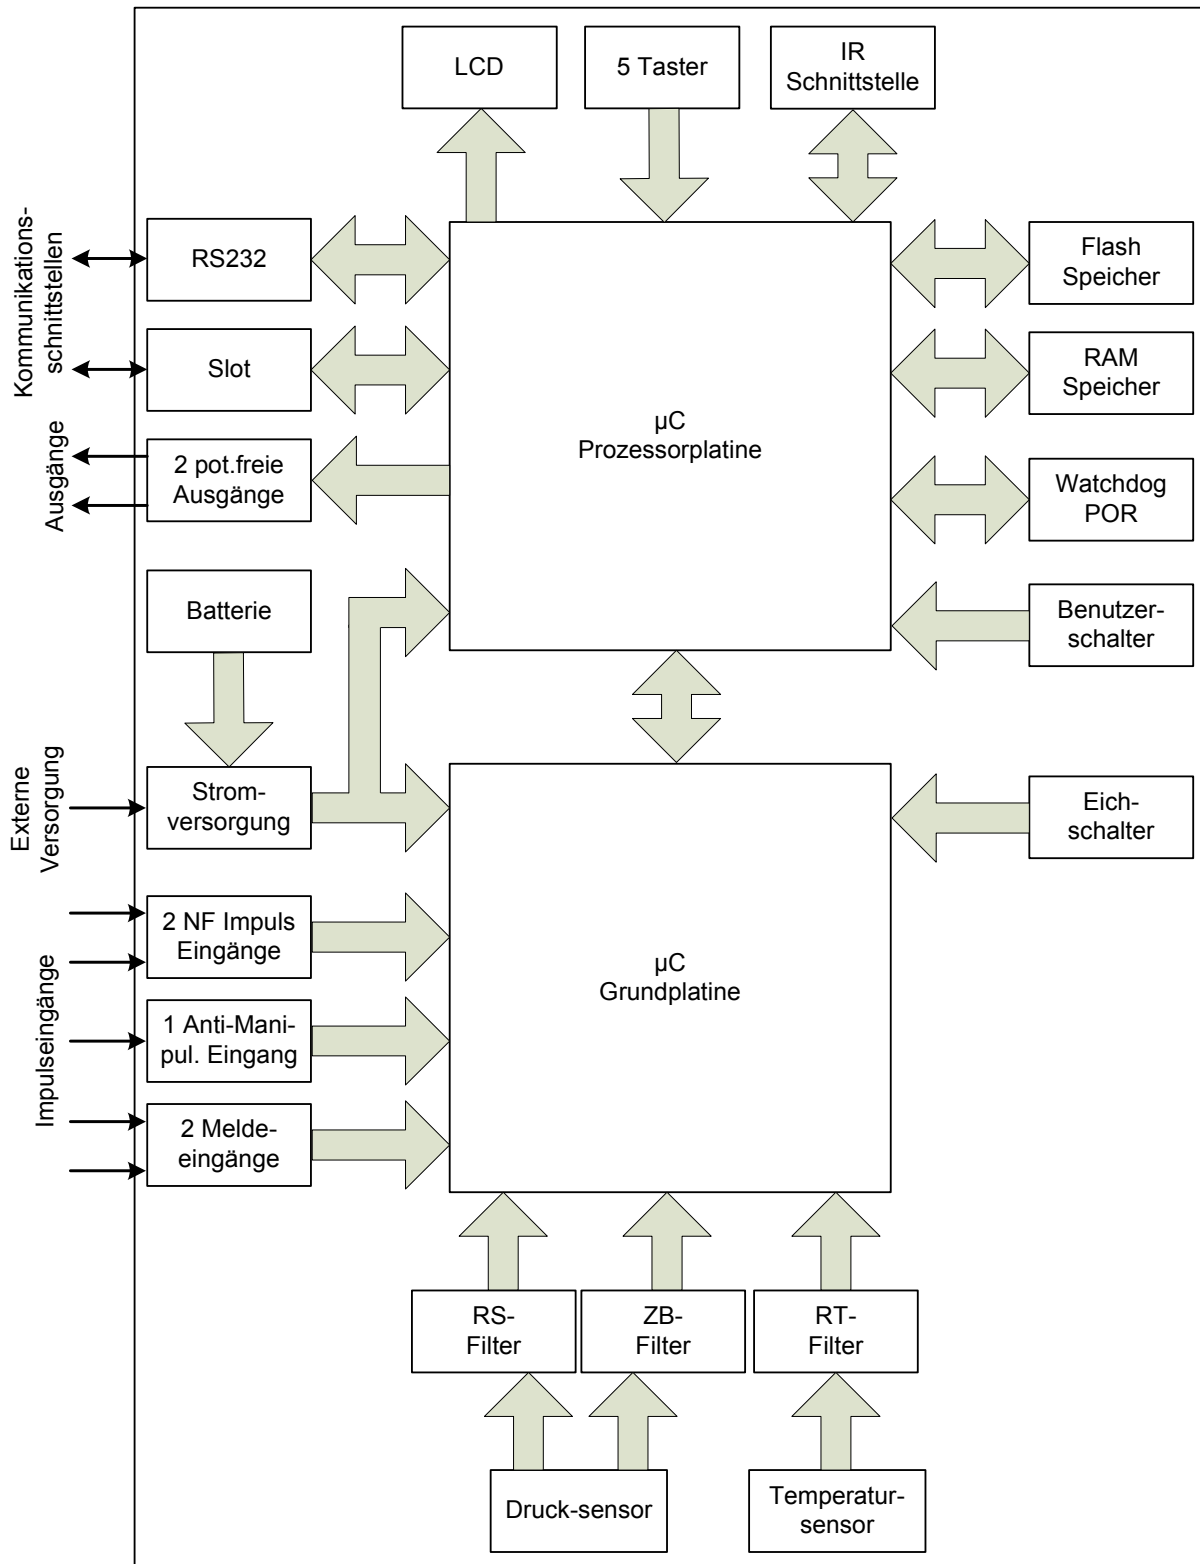 LCD
5 Taster
IR
Schnittstelle
Kommunikations-
schnittstellen
RS232
Flash
Speicher
Slot
RAM
Speicher
µC
Prozessorplatine
Ausgänge
2 pot.freie
Ausgänge
Watchdog
POR
Batterie
Benutzer-
schalter
Externe
Versorgung
Strom-
versorgung
Eich-
schalter
Impulseingänge
2 NF Impuls
Eingänge
µC
Grundplatine
1 Anti-Mani-
pul. Eingang
2 Melde-
eingänge
RS-
Filter
ZB-
Filter
RT-
Filter
Druck-sensor
Temperatur-
sensor